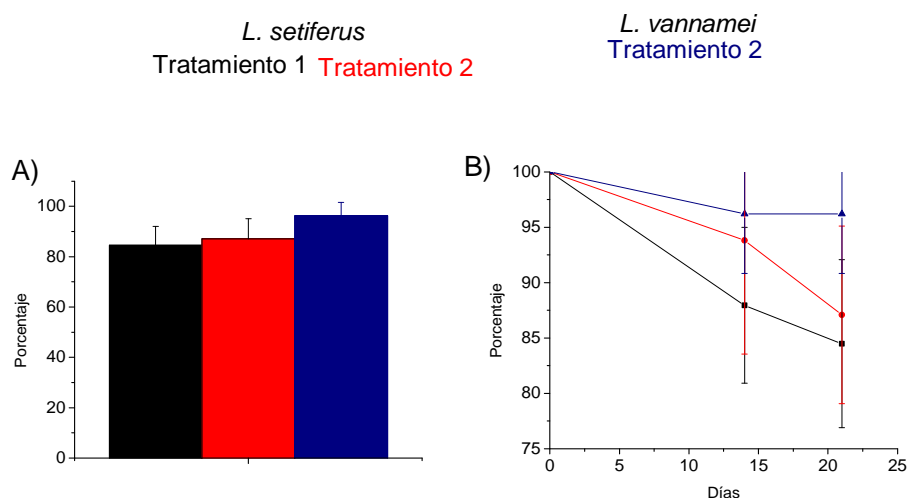 L. setiferus
L. vannamei
Tratamiento 1 Tratamiento 2
Tratamiento 2
A)
100
80
60
40
20
0
Porcentaje
B)
100
95
90
85
80
75
Porcentaje
0 5 10 15 20 25
Días